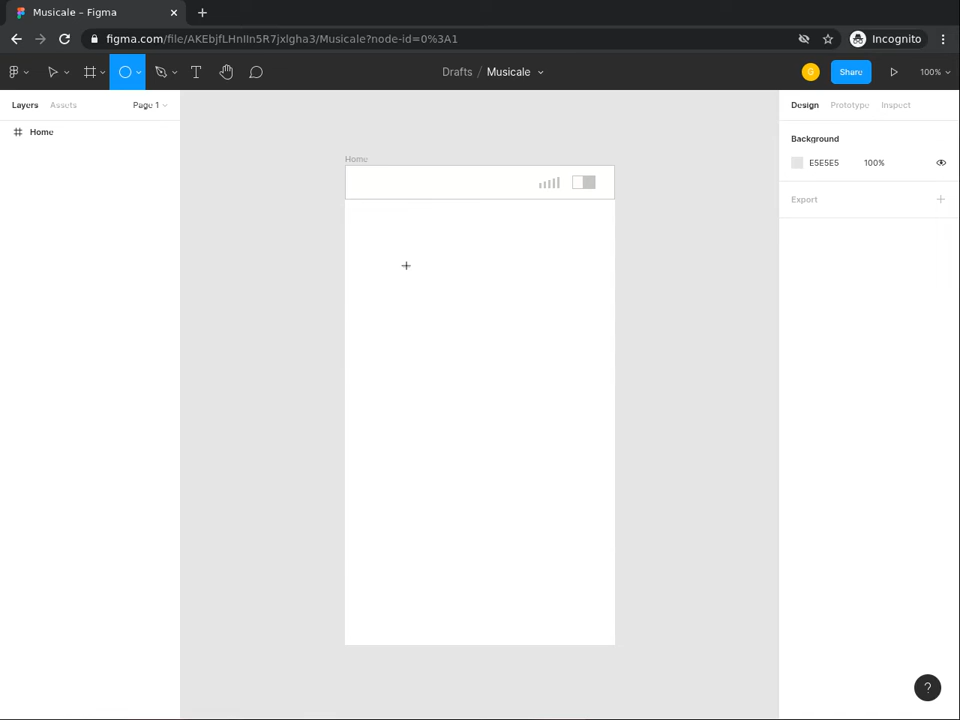 Musicale – Figma
figma.com/file/AKEbjfLHnIIn5R7jxlgha3/Musicale?node-id=0%3A1
Incognito
Drafts / Musicale
G
Share
100%
Layers
Assets
Page 1
Design
Prototype
Inspect
Home
Background
E5E5E5
100%
Home
Export
?